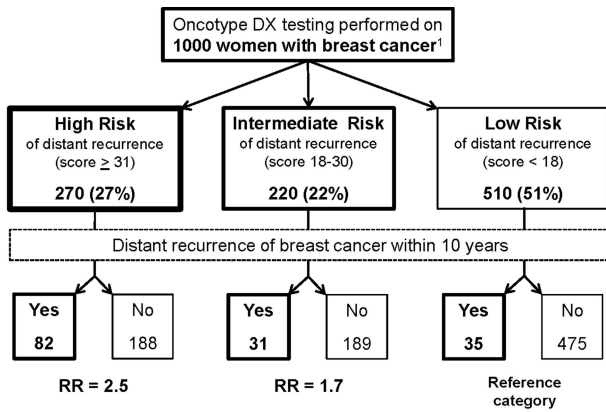 Oncotype DX testing performed on
1000 women with breast cancer¹
High Risk
of distant recurrence
(score ≥ 31)
270 (27%)
Intermediate Risk
of distant recurrence
(score 18-30)
220 (22%)
Low Risk
of distant recurrence
(score < 18)
510 (51%)
Distant recurrence of breast cancer within 10 years
Yes
82
No
188
Yes
31
No
189
Yes
35
No
475
RR = 2.5
RR = 1.7
Reference
category